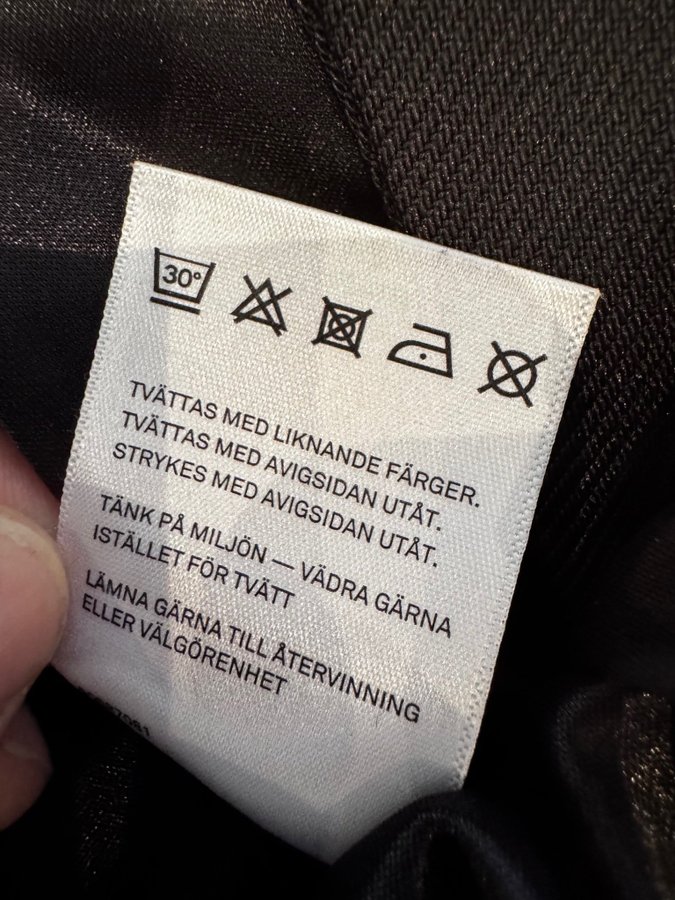 30°
TVÄTTAS MED LIKNANDE FÄRGER.
TVÄTTAS MED AVIGSIDAN UTÅT.
STRYKES MED AVIGSIDAN UTÅT.
TÄNK PÅ MILJÖN — VÄDRA GÄRNA
ISTÄLLET FÖR TVÄTT
LÄMNA GÄRNA TILL ÅTERVINNING
ELLER VÄLGÖRENHET